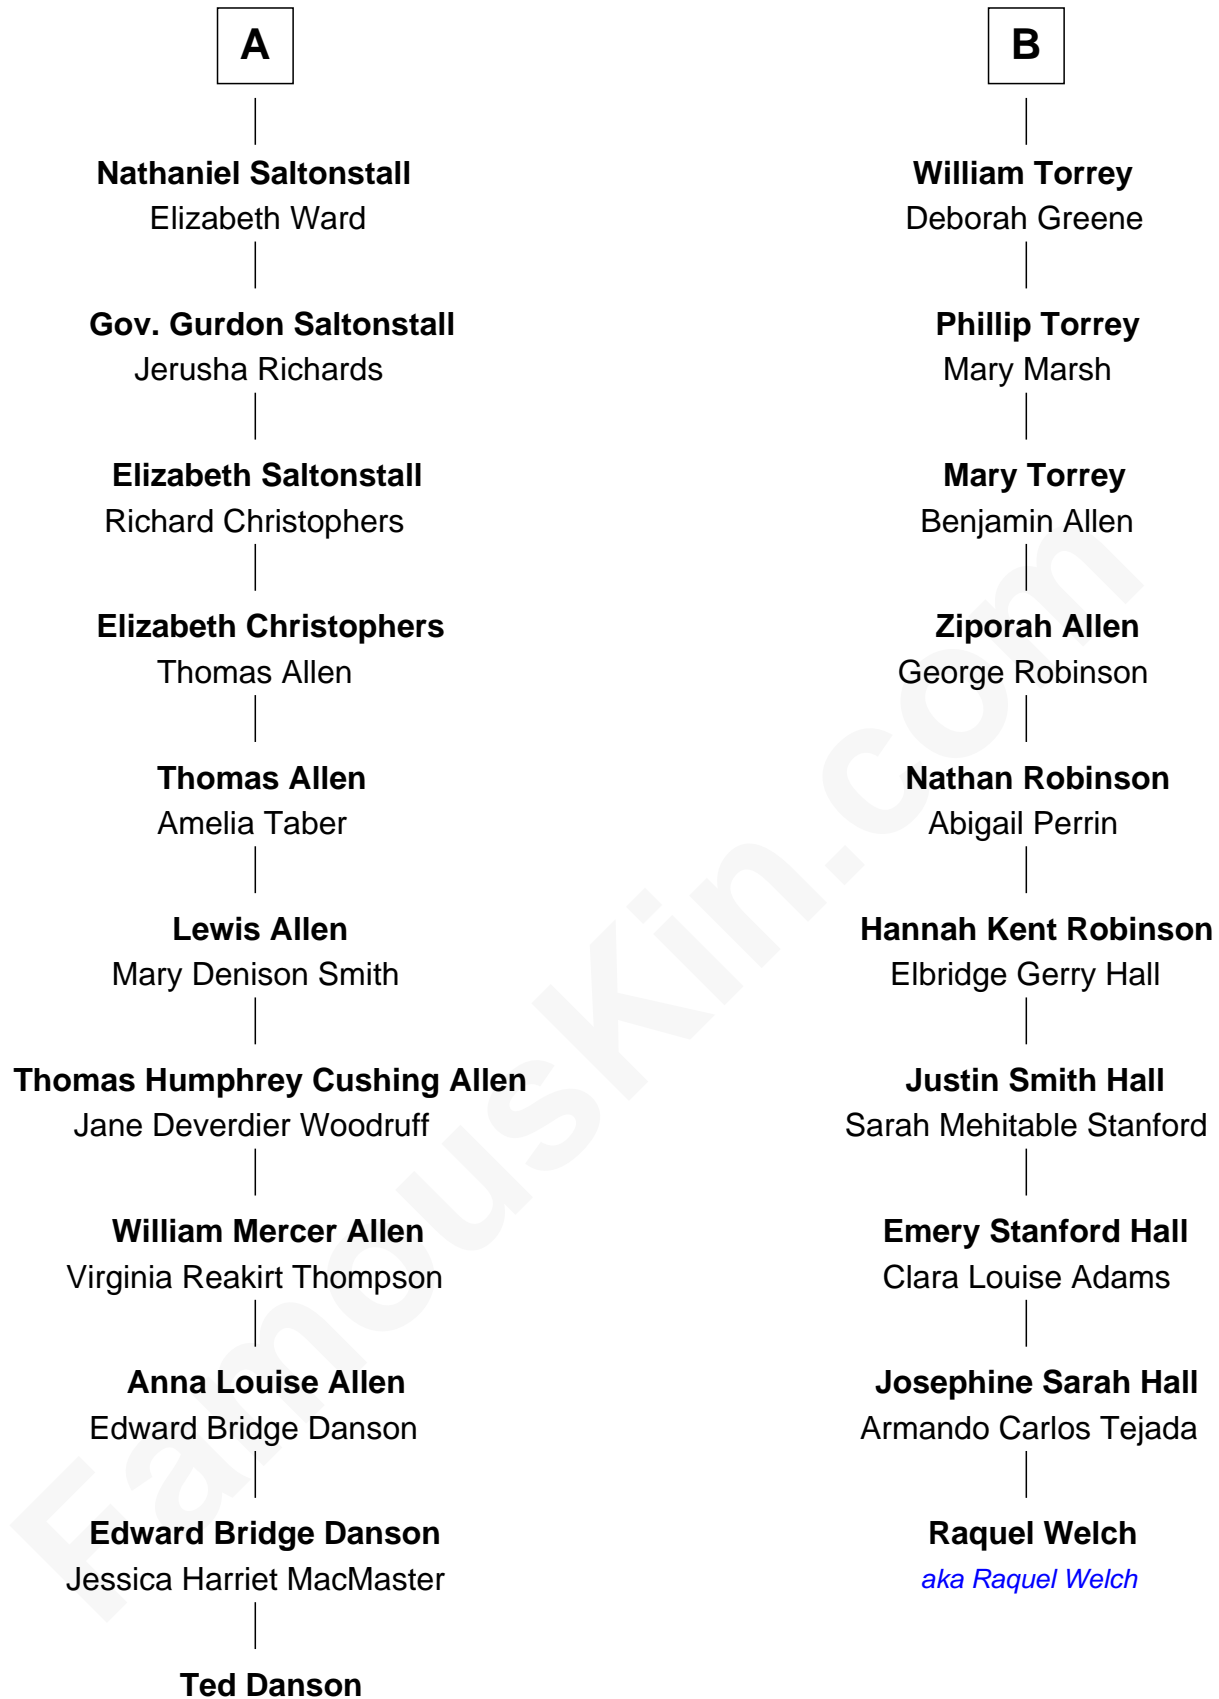 A
Nathaniel Saltonstall
Elizabeth Ward
Gov. Gurdon Saltonstall
Jerusha Richards
Elizabeth Saltonstall
Richard Christophers
Elizabeth Christophers
Thomas Allen
Thomas Allen
Amelia Taber
Lewis Allen
Mary Denison Smith
Thomas Humphrey Cushing Allen
Jane Deverdier Woodruff
William Mercer Allen
Virginia Reakirt Thompson
Anna Louise Allen
Edward Bridge Danson
Edward Bridge Danson
Jessica Harriet MacMaster
Ted Danson
B
William Torrey
Deborah Greene
Phillip Torrey
Mary Marsh
Mary Torrey
Benjamin Allen
Ziporah Allen
George Robinson
Nathan Robinson
Abigail Perrin
Hannah Kent Robinson
Elbridge Gerry Hall
Justin Smith Hall
Sarah Mehitable Stanford
Emery Stanford Hall
Clara Louise Adams
Josephine Sarah Hall
Armando Carlos Tejada
Raquel Welch
aka Raquel Welch
FamousKin.com